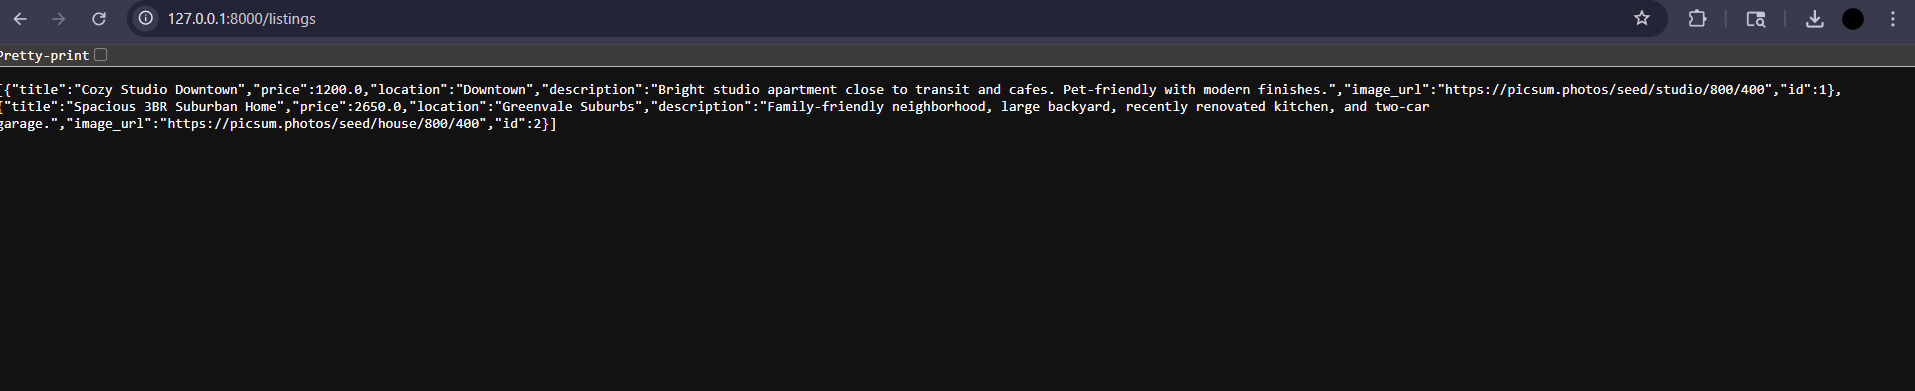 127.0.0.1:8000/listings
Pretty-print
[{"title":"Cozy Studio Downtown","price":1200.0,"location":"Downtown","description":"Bright studio apartment close to transit and cafes. Pet-friendly with modern finishes.","image_url":"https://picsum.photos/seed/studio/800/400","id":1},
{"title":"Spacious 3BR Suburban Home","price":2650.0,"location":"Greenvale Suburbs","description":"Family-friendly neighborhood, large backyard, recently renovated kitchen, and two-car
garage.","image_url":"https://picsum.photos/seed/house/800/400","id":2}]